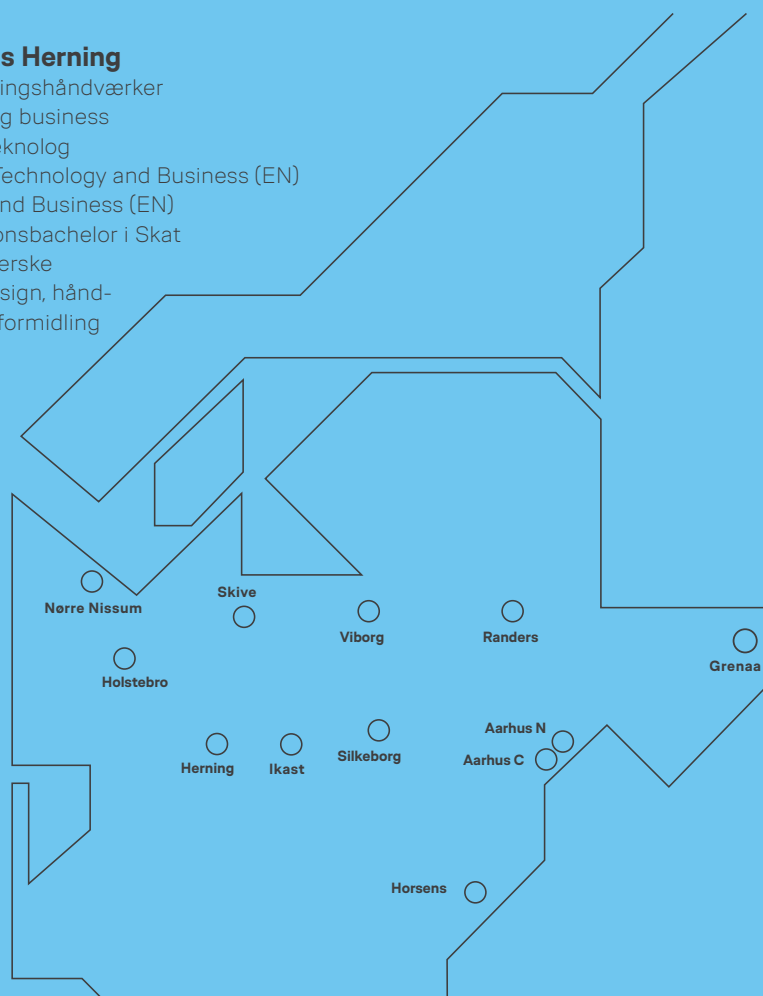 s Herning
ingshåndværker
g business
eknolog
Technology and Business (EN)
nd Business (EN)
onsbachelor i Skat
erske
sign, hånd-
formidling
Skive
Nørre Nissum
Viborg
Randers
Grenaa
Holstebro
Aarhus N
Silkeborg
Aarhus C
Herning
Ikast
Horsens